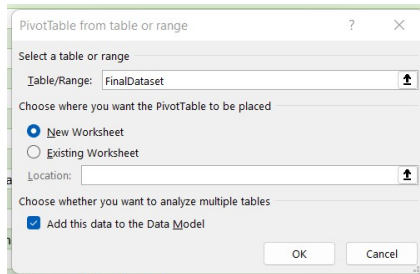 PivotTable from table or range ? ×
Select a table or range
Table/Range: FinalDataset
Choose where you want the PivotTable to be placed
New Worksheet
Existing Worksheet
Location:
Choose whether you want to analyze multiple tables
Add this data to the Data Model
OK Cancel